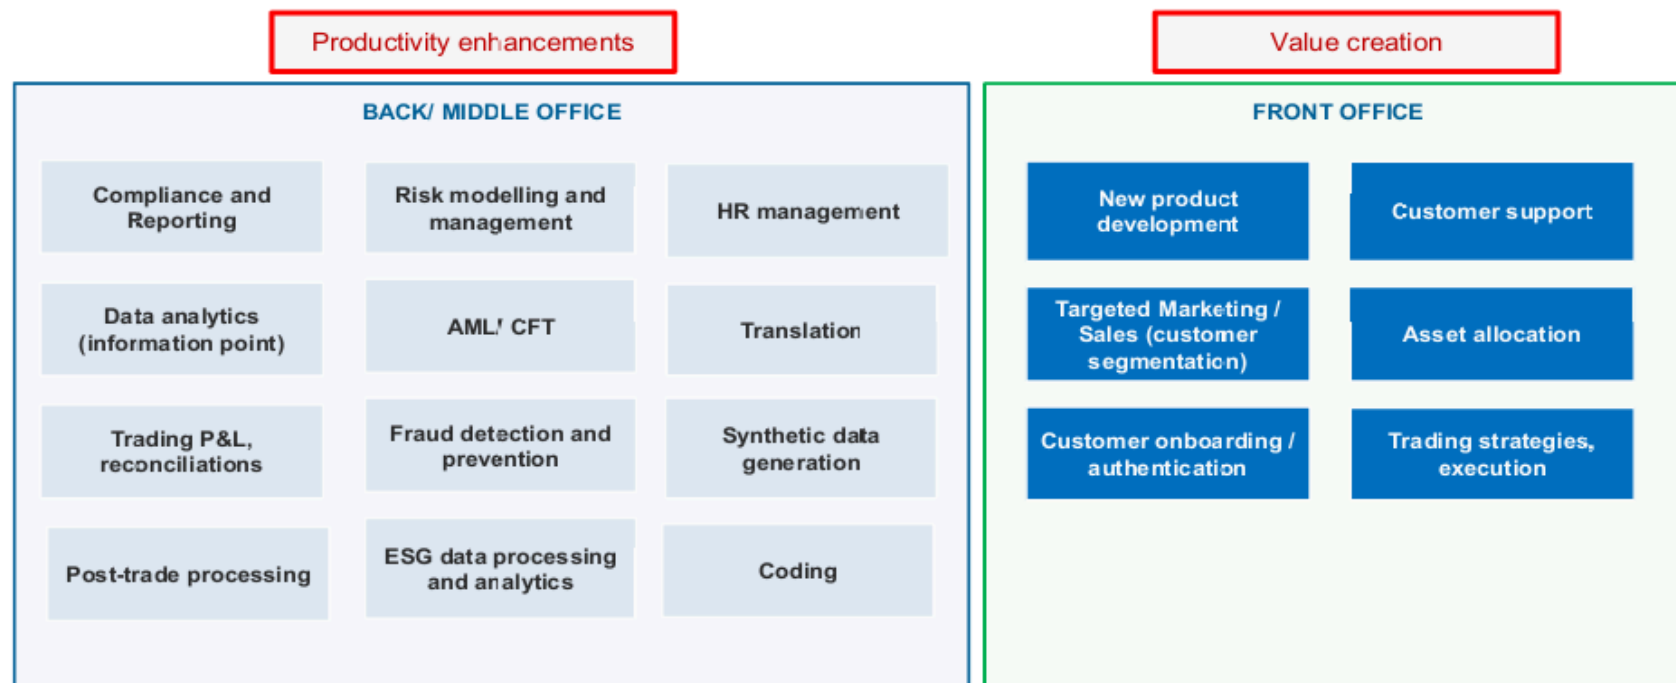 Productivity enhancements
Value creation
BACK/ MIDDLE OFFICE
Compliance and
Reporting
Risk modelling and
management
HR management
Data analytics
(information point)
AML/ CFT
Translation
Trading P&L,
reconciliations
Fraud detection and
prevention
Synthetic data
generation
Post-trade processing
ESG data processing
and analytics
Coding
FRONT OFFICE
New product
development
Customer support
Targeted Marketing /
Sales (customer
segmentation)
Asset allocation
Customer onboarding /
authentication
Trading strategies,
execution